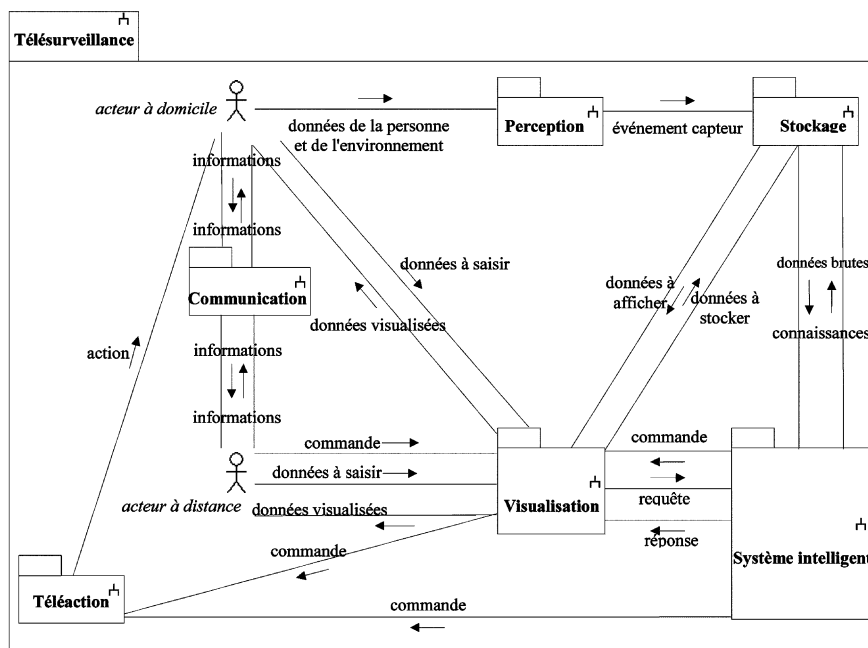 Télésurveillance
acteur à domicile
données de la personne
et de l'environnement
Perception
événement capteur
Stockage
informations
informations
données à saisir
données à
afficher
données à
stocker
données brutes
Communication
données visualisées
connaissances
informations
action
informations
commande
commande
données à saisir
requête
acteur à distance
données visualisées
Visualisation
réponse
commande
Système intelligent
Téléaction
commande